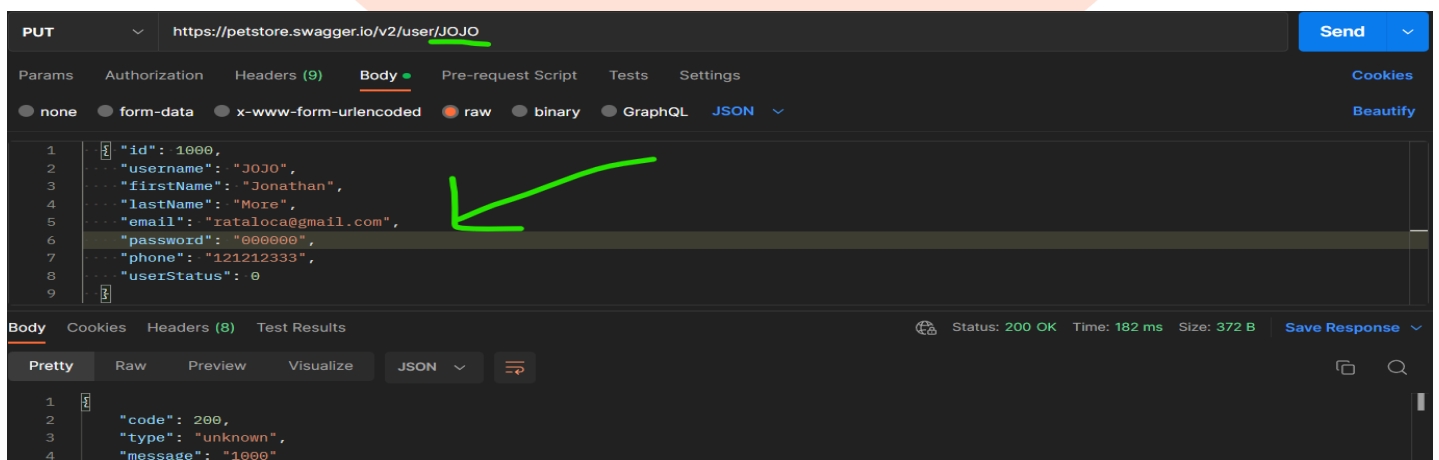 PUT https://petstore.swagger.io/v2/user/JOJO Send
Params Authorization Headers (9) Body Pre-request Script Tests Settings Cookies
none form-data x-www-form-urlencoded raw binary GraphQL JSON Beautify
1 { "id": 1000,
2 "username": "JOJO",
3 "firstName": "Jonathan",
4 "lastName": "More",
5 "email": "rataloca@gmail.com",
6 "password": "000000",
7 "phone": "121212333",
8 "userStatus": 0
9 }
Body Cookies Headers (8) Test Results Status: 200 OK Time: 182 ms Size: 372 B Save Response
Pretty Raw Preview Visualize JSON
1 {
2 "code": 200,
3 "type": "unknown",
4 "message": "1000"